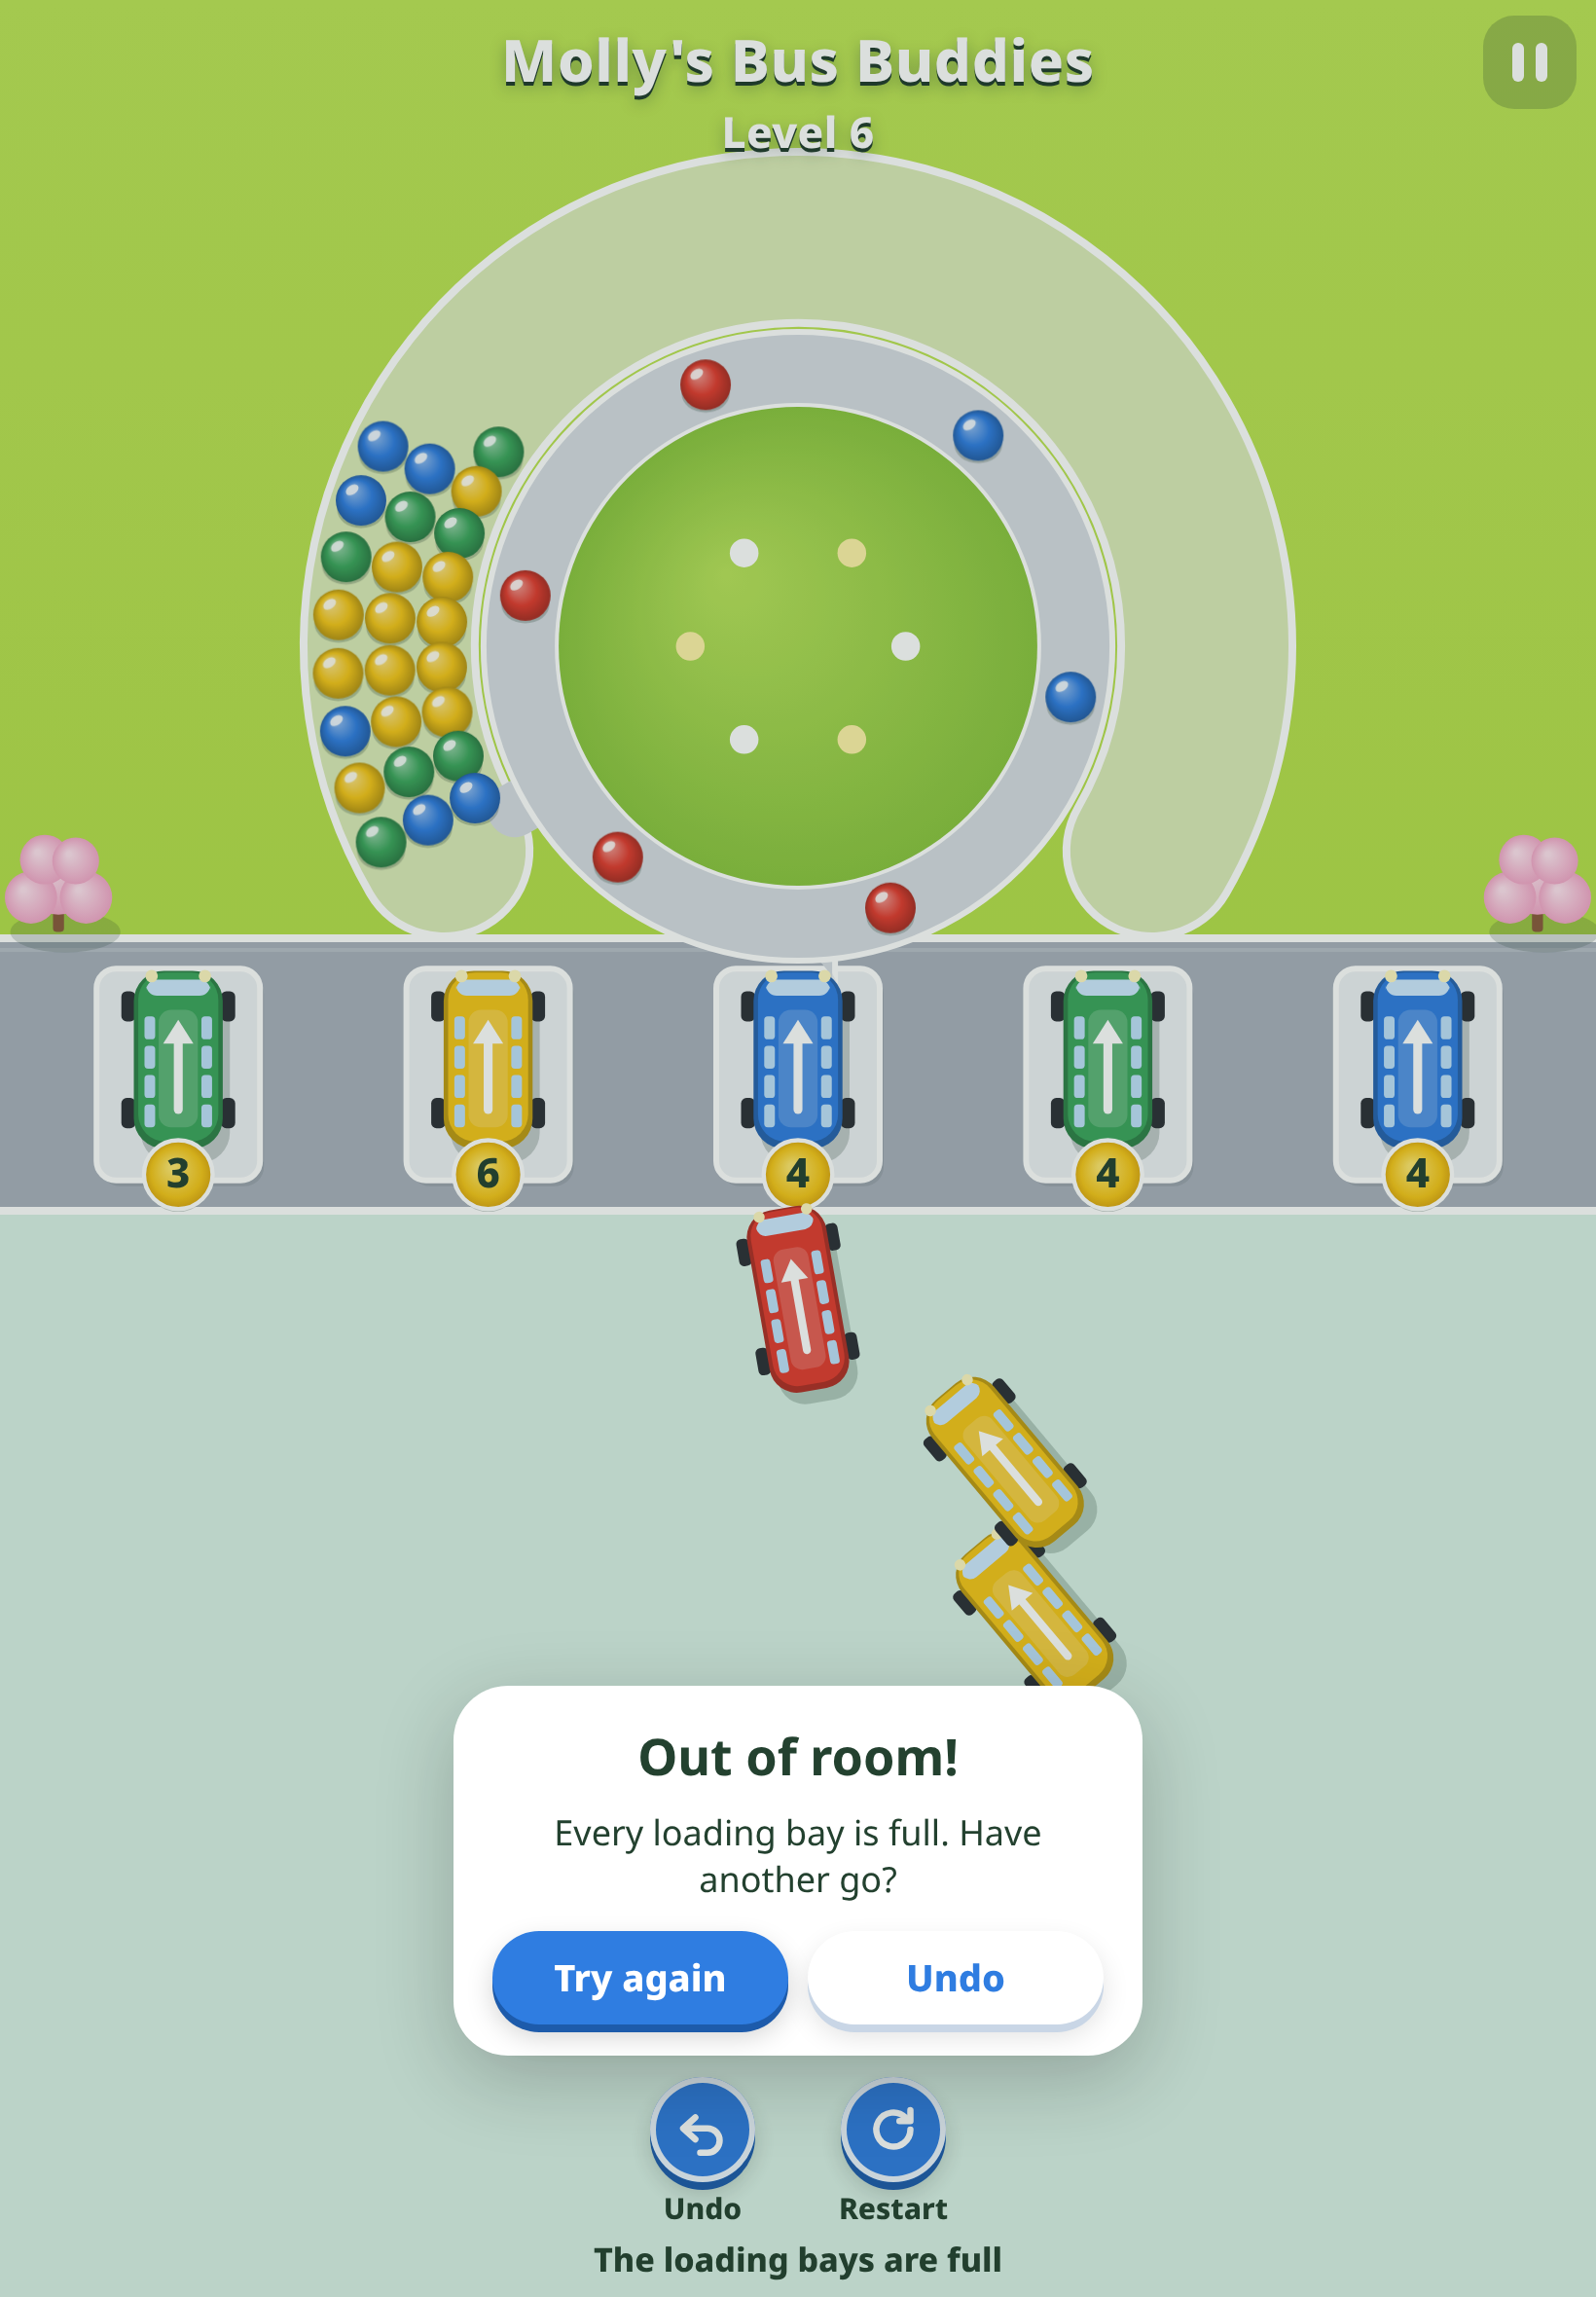 Molly's Bus Buddies
Level 6
3
6
4
4
4
Out of room!
Every loading bay is full. Have
another go?
Try again
Undo
Undo
Restart
The loading bays are full